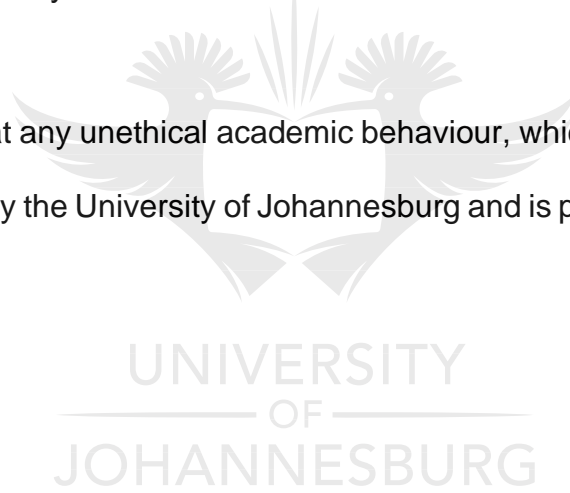 at any unethical academic behaviour, whic
y the University of Johannesburg and is p
UNIVERSITY
OF
JOHANNESBURG